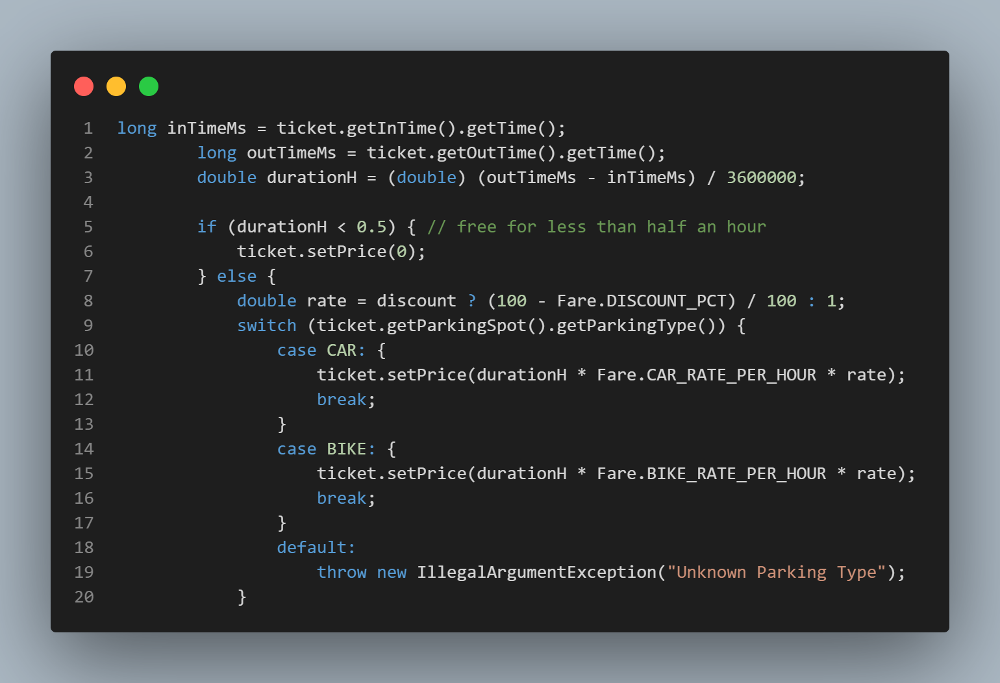 1 long inTimeMs = ticket.getInTime().getTime();
2         long outTimeMs = ticket.getOutTime().getTime();
3         double durationH = (double) (outTimeMs - inTimeMs) / 3600000;
4
5         if (durationH < 0.5) { // free for less than half an hour
6             ticket.setPrice(0);
7         } else {
8             double rate = discount ? (100 - Fare.DISCOUNT_PCT) / 100 : 1;
9             switch (ticket.getParkingSpot().getParkingType()) {
10                 case CAR: {
11                     ticket.setPrice(durationH * Fare.CAR_RATE_PER_HOUR * rate);
12                     break;
13                 }
14                 case BIKE: {
15                     ticket.setPrice(durationH * Fare.BIKE_RATE_PER_HOUR * rate);
16                     break;
17                 }
18                 default:
19                     throw new IllegalArgumentException("Unknown Parking Type");
20             }